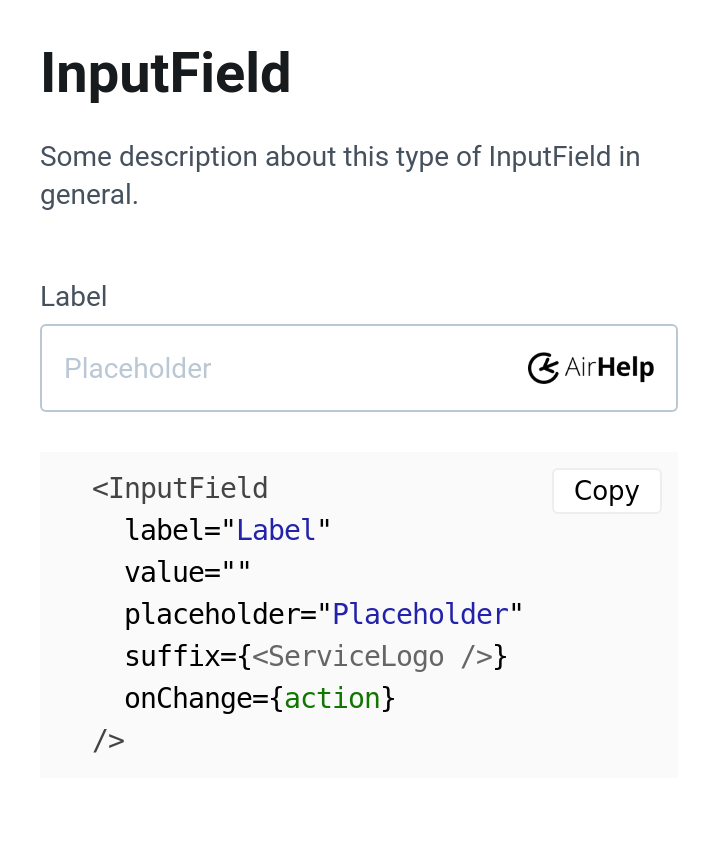 InputField
Some description about this type of InputField in
general.
Label
Placeholder AirHelp
<InputField
Copy
label="Label"
value=""
placeholder="Placeholder"
suffix={<ServiceLogo />}
onChange={action}
/>